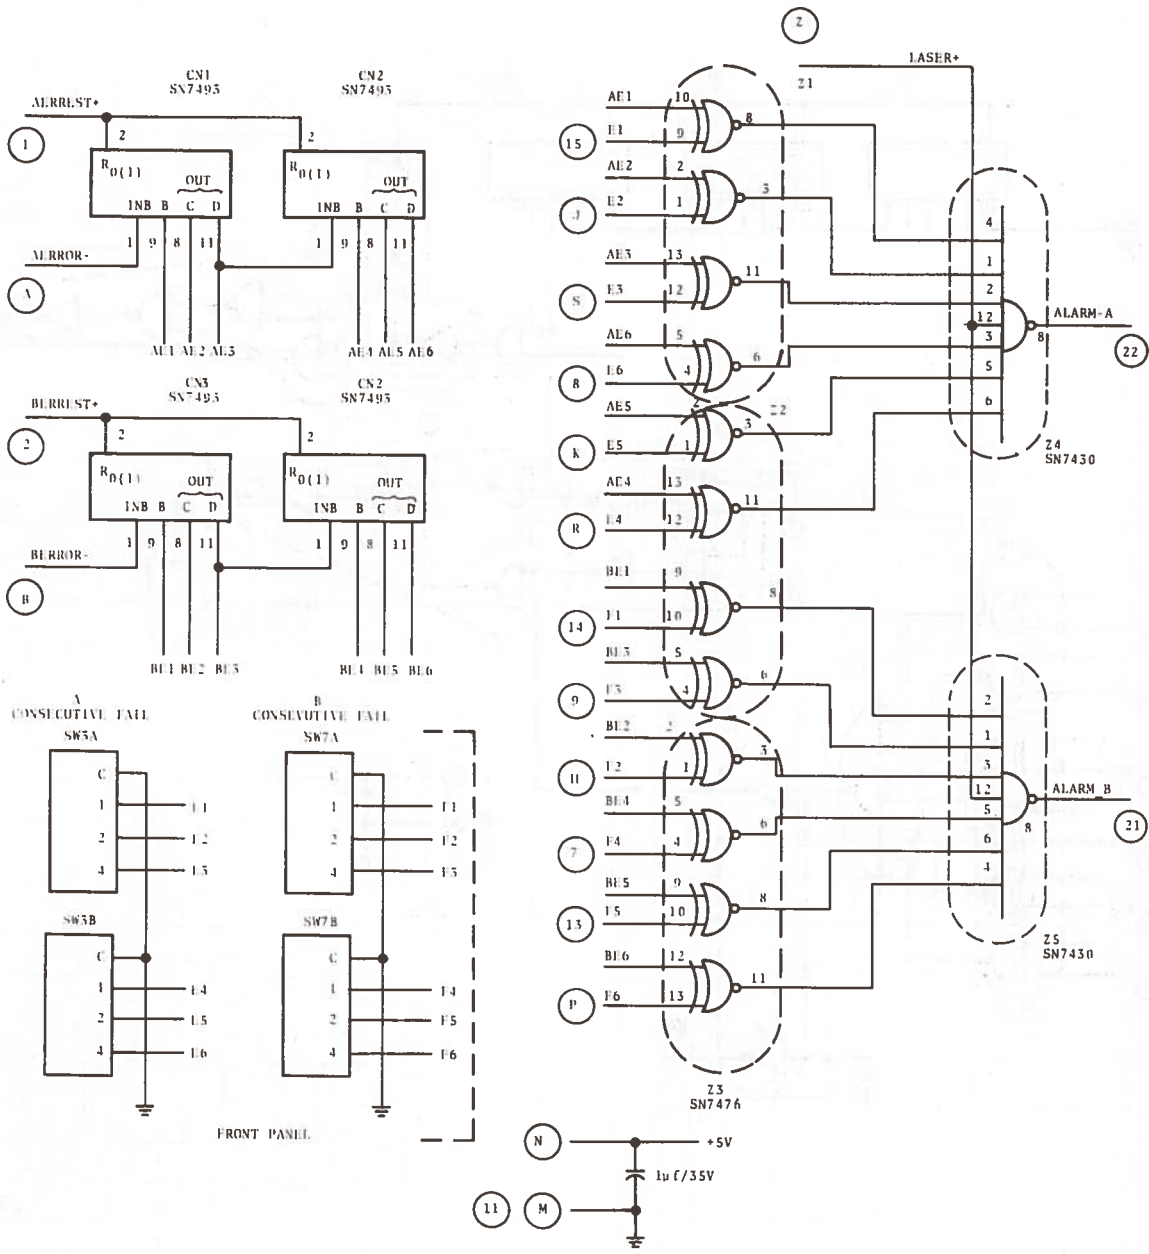 CN1
SN7493
CN2
SN7493
AERREST+
1
2
2
R0(1)
OUT
INB B C D
R0(1)
OUT
INB B C D
1 9 8 11
1 9 8 11
AERROR-
A
AE1 AE2 AE3
AE4 AE5 AE6
CN3
SN7493
CN2
SN7493
BERREST+
2
2
2
R0(1)
OUT
INB B C D
R0(1)
OUT
INB B C D
1 9 8 11
1 9 8 11
BERROR-
B
BE1 BE2 BE3
BE4 BE5 BE6
A
CONSECUTIVE FAIL
SW3A
C
1 E1
2 E2
4 E3
SW3B
C
1 E4
2 E5
4 E6
B
CONSEVUTIVE FAIL
SW7A
C
1 F1
2 F2
4 F3
SW7B
C
1 F4
2 F5
4 F6
FRONT PANEL
Z
LASER+
Z1
AE1 10
15 E1 9
8
AE2 2
J E2 1
3
AE3 13
S E3 12
11
AE6 5
8 E6 4
6
Z2
AE5 2
K E5 1
3
AE4 13
R E4 12
11
BE1 9
14 F1 10
8
BE3 5
9 F3 4
6
BE2 2
H F2 1
3
BE4 5
7 F4 4
6
BE5 9
13 F5 10
8
BE6 12
P F6 13
11
Z3
SN7476
4
1
2
12
3
5
6
8
ALARM-A
22
Z4
SN7430
2
1
3
12
5
6
4
8
ALARM B
21
Z5
SN7430
N
+5V
1uf/35V
11 M